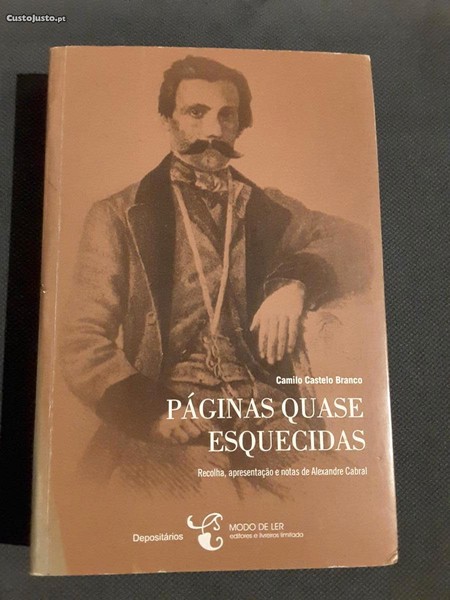 CustoJusto.pt
Camilo Castelo Branco
PÁGINAS QUASE
ESQUECIDAS
Recolha, apresentação e notas de Alexandre Cabral
Depositários
MODO DE LER
editores e livreiros limitada